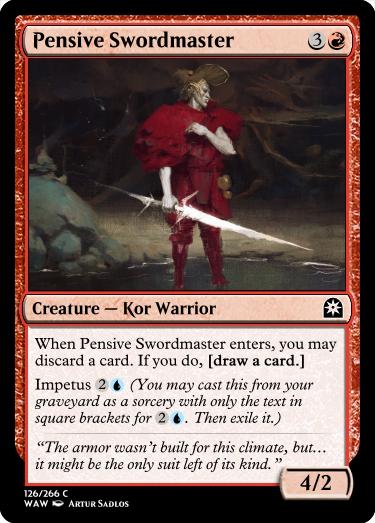 Pensive Swordmaster 3
Creature — Kor Warrior
When Pensive Swordmaster enters, you may
discard a card. If you do, [draw a card.]
Impetus 2 (You may cast this from your
graveyard as a sorcery with only the text in
square brackets for 2. Then exile it.)
“The armor wasn't built for this climate, but...
it might be the only suit left of its kind.”
4/2
126/266 C
WAW Artur Sadlos